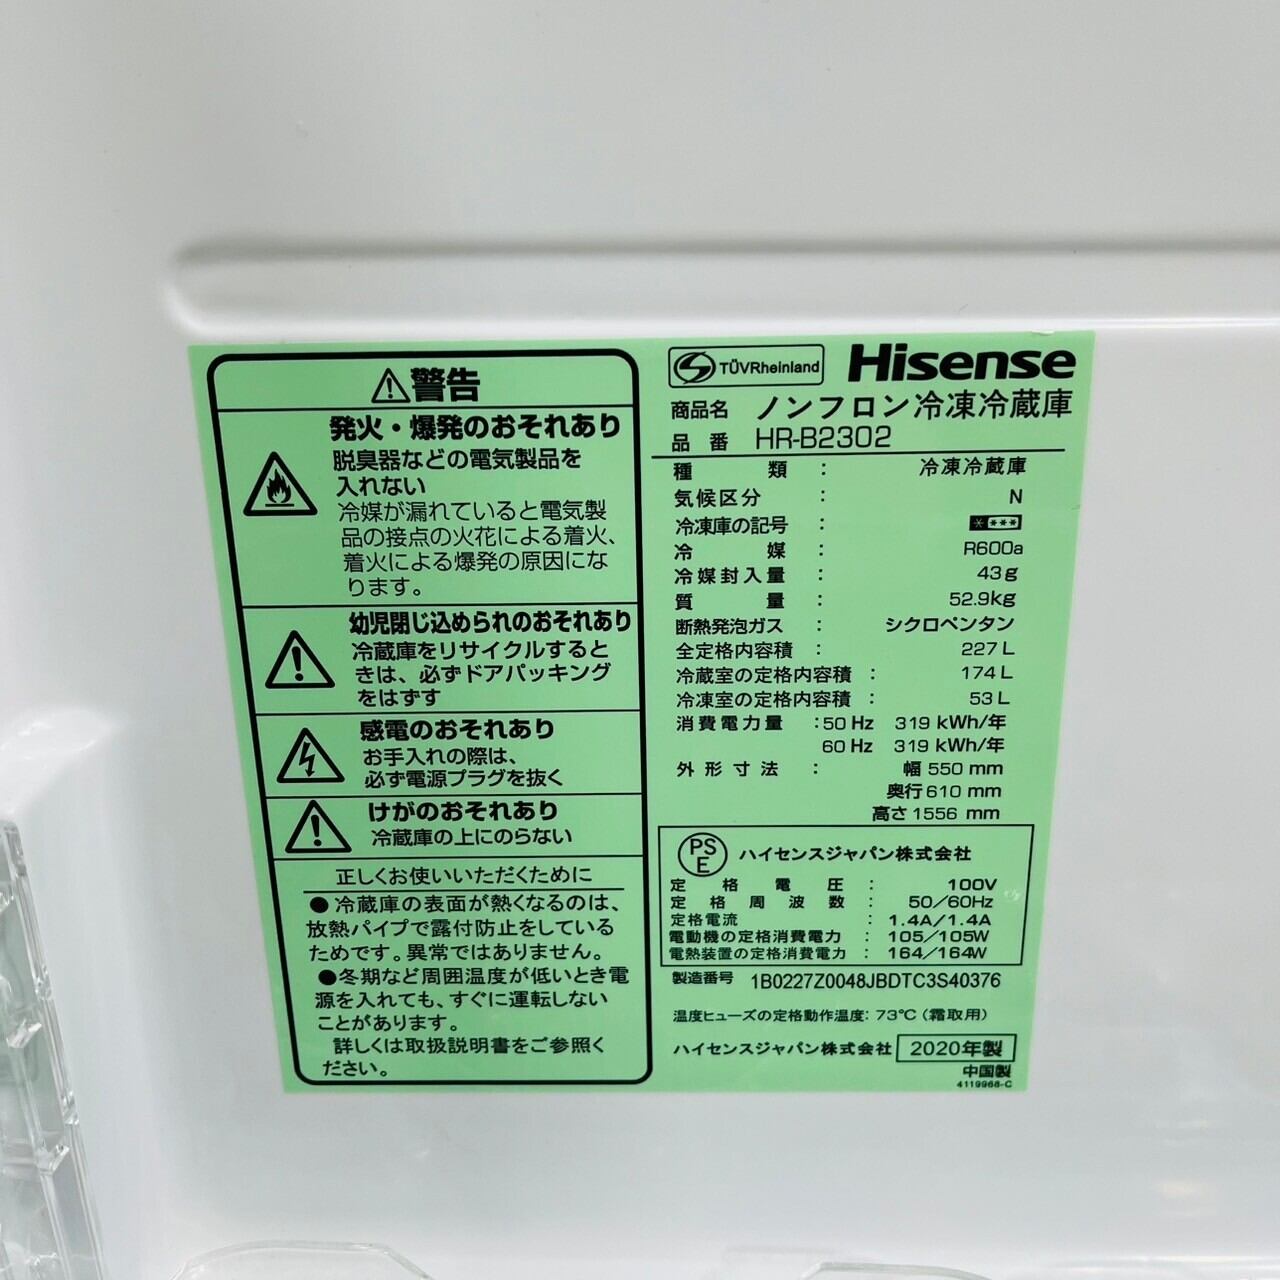 警告
発火・爆発のおそれあり
脱臭器などの電気製品を
入れない
冷媒が漏れていると電気製
品の接点の火花による着火、
着火による爆発の原因にな
ります。
幼児閉じ込められのおそれあり
冷蔵庫をリサイクルすると
きは、必ずドアパッキング
をはずす
感電のおそれあり
お手入れの際は、
必ず電源プラグを抜く
けがのおそれあり
冷蔵庫の上にのらない
正しくお使いいただくために
●冷蔵庫の表面が熱くなるのは、
放熱パイプで露付防止をしている
ためです。異常ではありません。
●冬期など周囲温度が低いとき電
源を入れても、すぐに運転しない
ことがあります。
詳しくは取扱説明書をご参照く
ださい。
TÜVRheinland Hisense
商品名 ノンフロン冷凍冷蔵庫
品番 HR-B2302
種類 : 冷凍冷蔵庫
気候区分 : N
冷凍庫の記号 : * ***
冷媒 : R600a
冷媒封入量 : 43g
質量 : 52.9kg
断熱発泡ガス : シクロペンタン
全定格内容積 : 227L
冷蔵室の定格内容積 : 174L
冷凍室の定格内容積 : 53L
消費電力量 :50Hz 319kWh/年
60Hz 319kWh/年
外形寸法 : 幅550mm
奥行610mm
高さ1556mm
PSE ハイセンスジャパン株式会社
定格電圧 : 100V
定格周波数 : 50/60Hz
定格電流 : 1.4A/1.4A
電動機の定格消費電力 : 105/105W
電熱装置の定格消費電力 : 164/164W
製造番号 1B0227Z0048JBDTC3S40376
温度ヒューズの定格動作温度:73℃(霜取用)
ハイセンスジャパン株式会社 2020年製
中国製
4119968-C